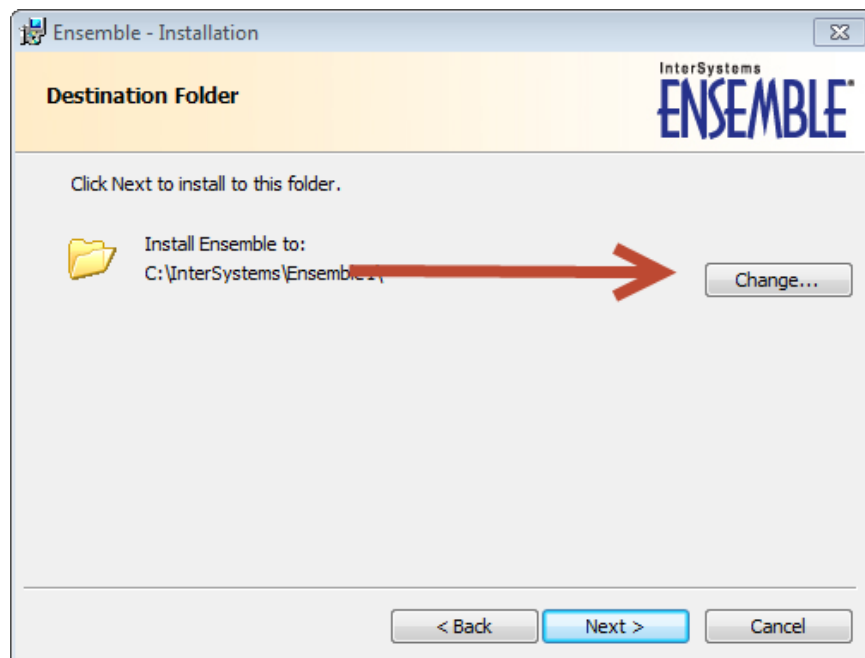 Ensemble - Installation
Destination Folder
InterSystems
ENSEMBLE
Click Next to install to this folder.
Install Ensemble to:
C:\InterSystems\Ensemble1\
Change...
< Back
Next >
Cancel